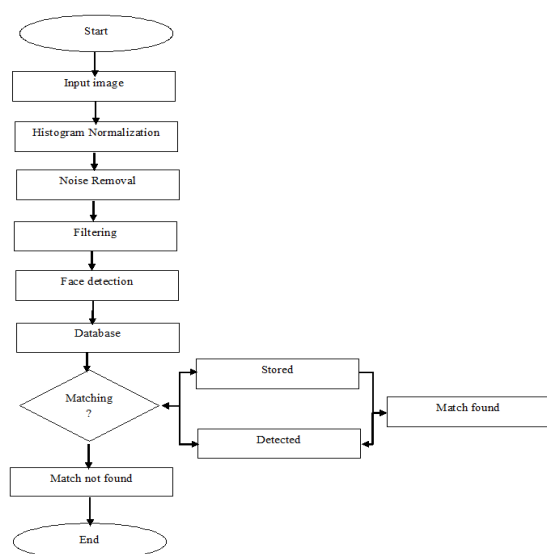 Start
Input image
Histogram Normalization
Noise Removal
Filtering
Face detection
Database
Matching
?
Stored
Detected
Match found
Match not found
End